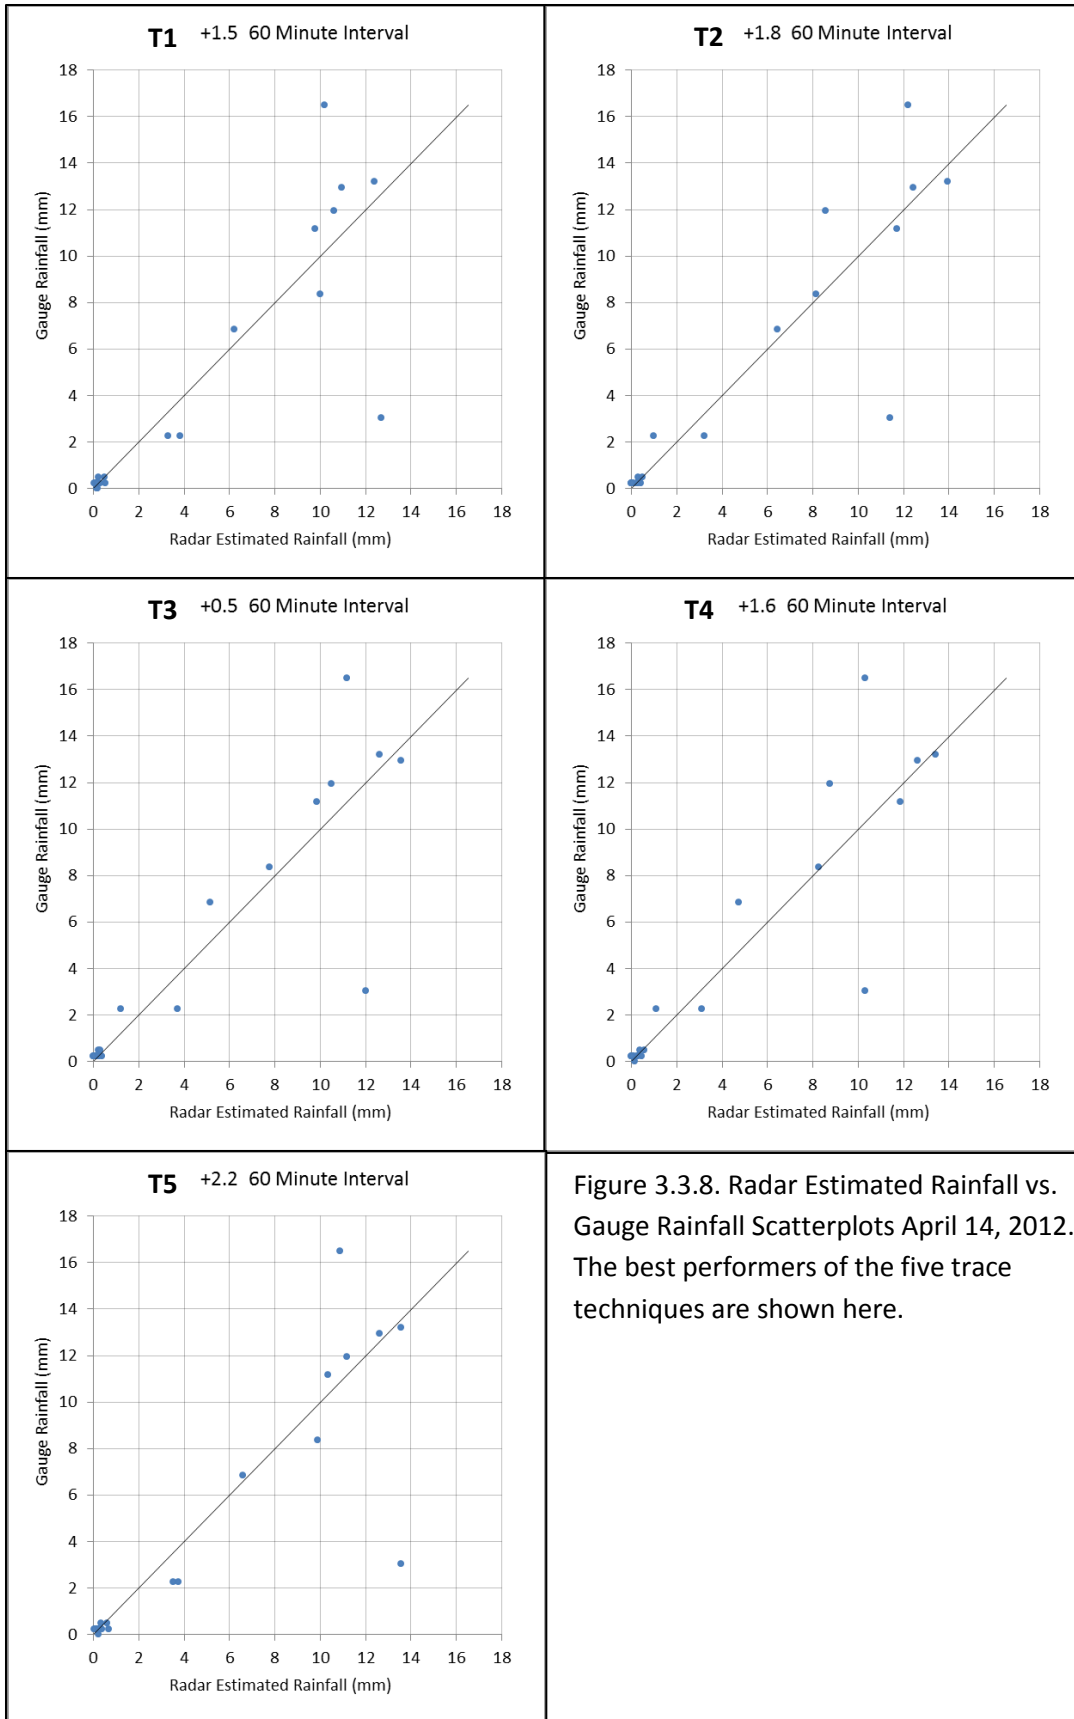 T1 +1.5 60 Minute Interval
18
16
14
12
10
8
6
4
2
0
Gauge Rainfall (mm)
0 2 4 6 8 10 12 14 16 18
Radar Estimated Rainfall (mm)
T2 +1.8 60 Minute Interval
18
16
14
12
10
8
6
4
2
0
Gauge Rainfall (mm)
0 2 4 6 8 10 12 14 16 18
Radar Estimated Rainfall (mm)
T3 +0.5 60 Minute Interval
18
16
14
12
10
8
6
4
2
0
Gauge Rainfall (mm)
0 2 4 6 8 10 12 14 16 18
Radar Estimated Rainfall (mm)
T4 +1.6 60 Minute Interval
18
16
14
12
10
8
6
4
2
0
Gauge Rainfall (mm)
0 2 4 6 8 10 12 14 16 18
Radar Estimated Rainfall (mm)
T5 +2.2 60 Minute Interval
18
16
14
12
10
8
6
4
2
0
Gauge Rainfall (mm)
0 2 4 6 8 10 12 14 16 18
Radar Estimated Rainfall (mm)
Figure 3.3.8. Radar Estimated Rainfall vs.
Gauge Rainfall Scatterplots April 14, 2012.
The best performers of the five trace
techniques are shown here.